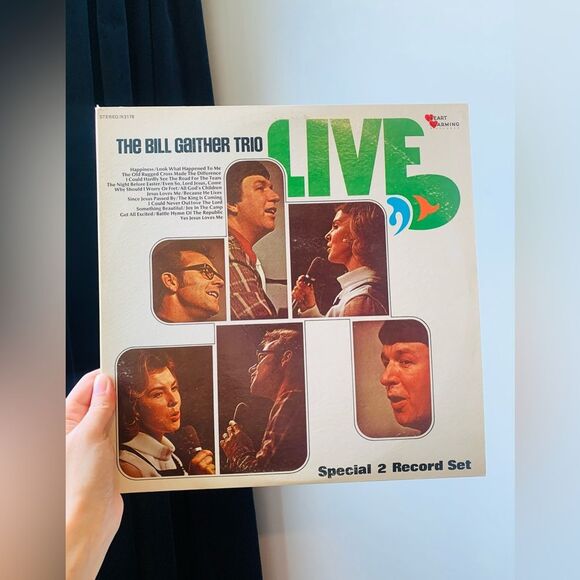 STEREO/R3178
HEART
WARMING
RECORDS
THE BILL GAITHER TRIO
LIVE
Happiness/Look What Happened To Me
The Old Rugged Cross Made The Difference
I Could Hardly See The Road For The Tears
The Night Before Easter/Even So, Lord Jesus, Come
Why Should I Worry Or Fret/All God's Children
Jesus Loves Me/Because He Lives
Since Jesus Passed By/The King Is Coming
I Could Never Out Love The Lord
Something Beautiful/Joy In The Camp
Get All Excited/Battle Hymn Of The Republic
Yes Jesus Loves Me
Special 2 Record Set